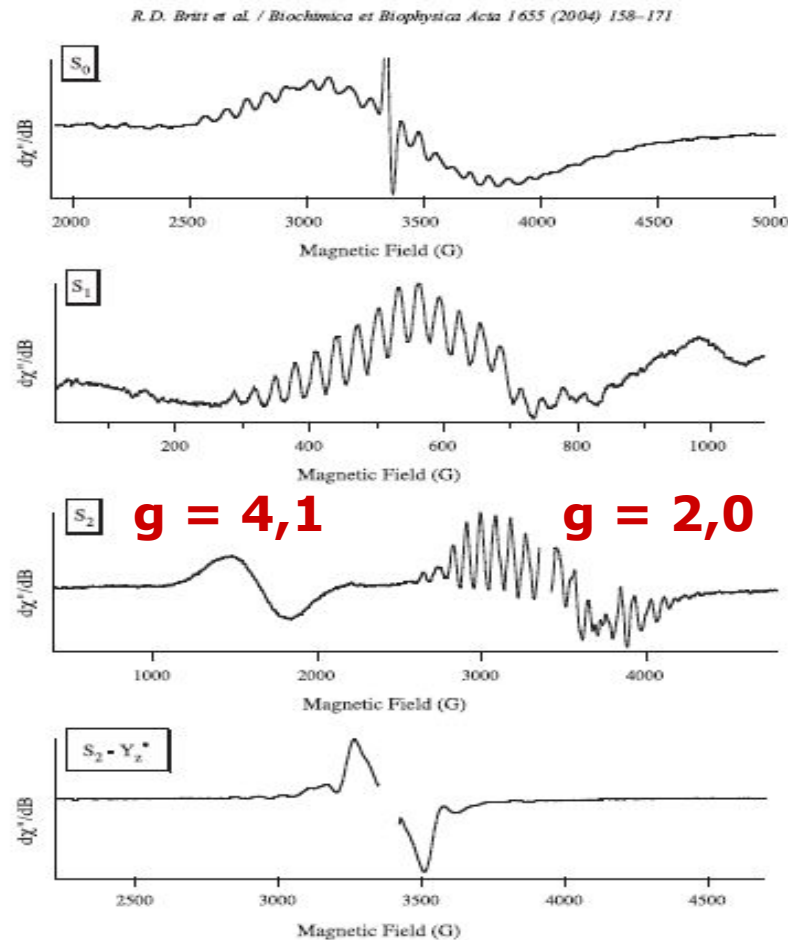 R.D. Britt et al. / Biochimica et Biophysica Acta 1655 (2004) 158–171
S₀
dχ"/dB
2000 2500 3000 3500 4000 4500 5000
Magnetic Field (G)
S₁
dχ"/dB
200 400 600 800 1000
Magnetic Field (G)
S₂ g = 4,1 g = 2,0
dχ"/dB
1000 2000 3000 4000
Magnetic Field (G)
S₂ - Y_z•
dχ"/dB
2500 3000 3500 4000 4500
Magnetic Field (G)